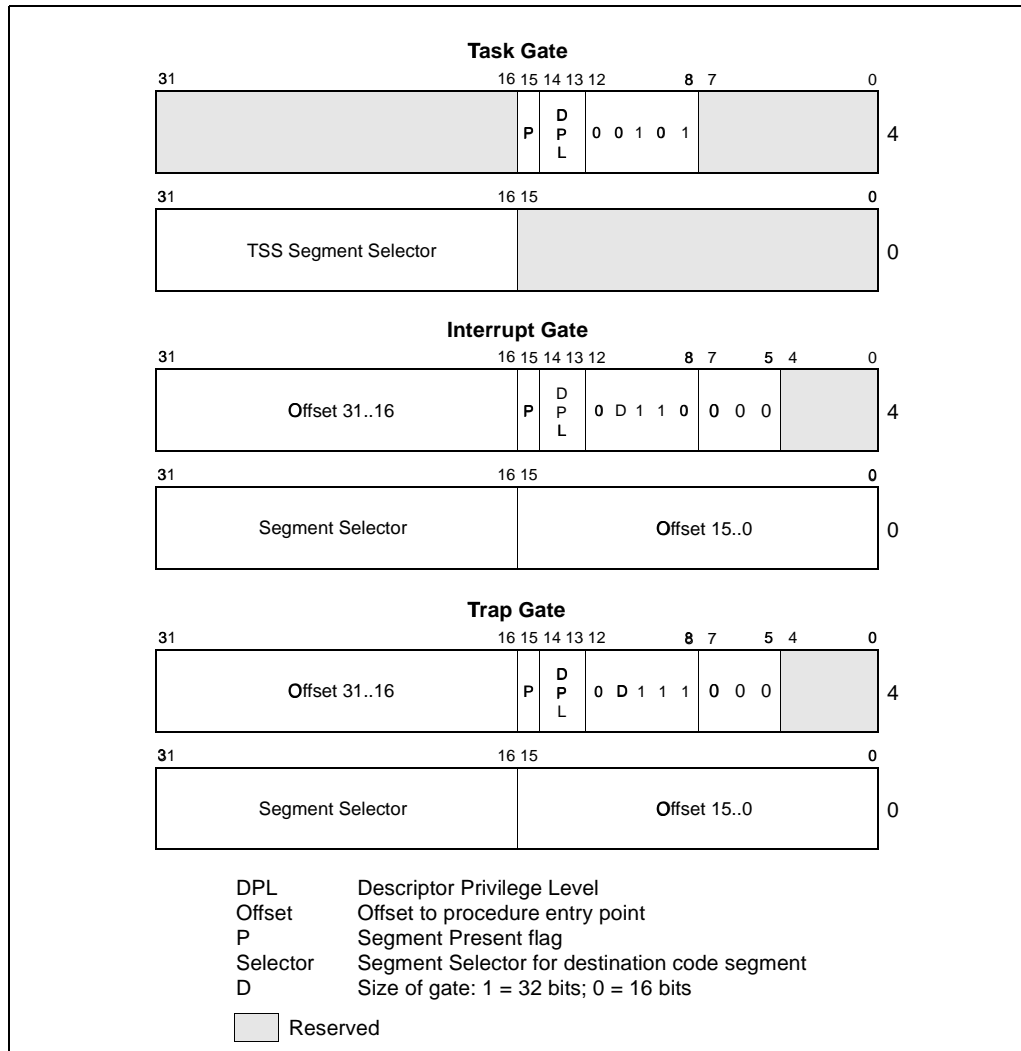 Task Gate
31 16 15 14 13 12 8 7 0
P D P L 0 0 1 0 1 4
31 16 15 0
TSS Segment Selector 0
Interrupt Gate
31 16 15 14 13 12 8 7 5 4 0
Offset 31..16 P D P L 0 D 1 1 0 0 0 0 4
31 16 15 0
Segment Selector Offset 15..0 0
Trap Gate
31 16 15 14 13 12 8 7 5 4 0
Offset 31..16 P D P L 0 D 1 1 1 0 0 0 4
31 16 15 0
Segment Selector Offset 15..0 0
DPL Descriptor Privilege Level
Offset Offset to procedure entry point
P Segment Present flag
Selector Segment Selector for destination code segment
D Size of gate: 1 = 32 bits; 0 = 16 bits
Reserved